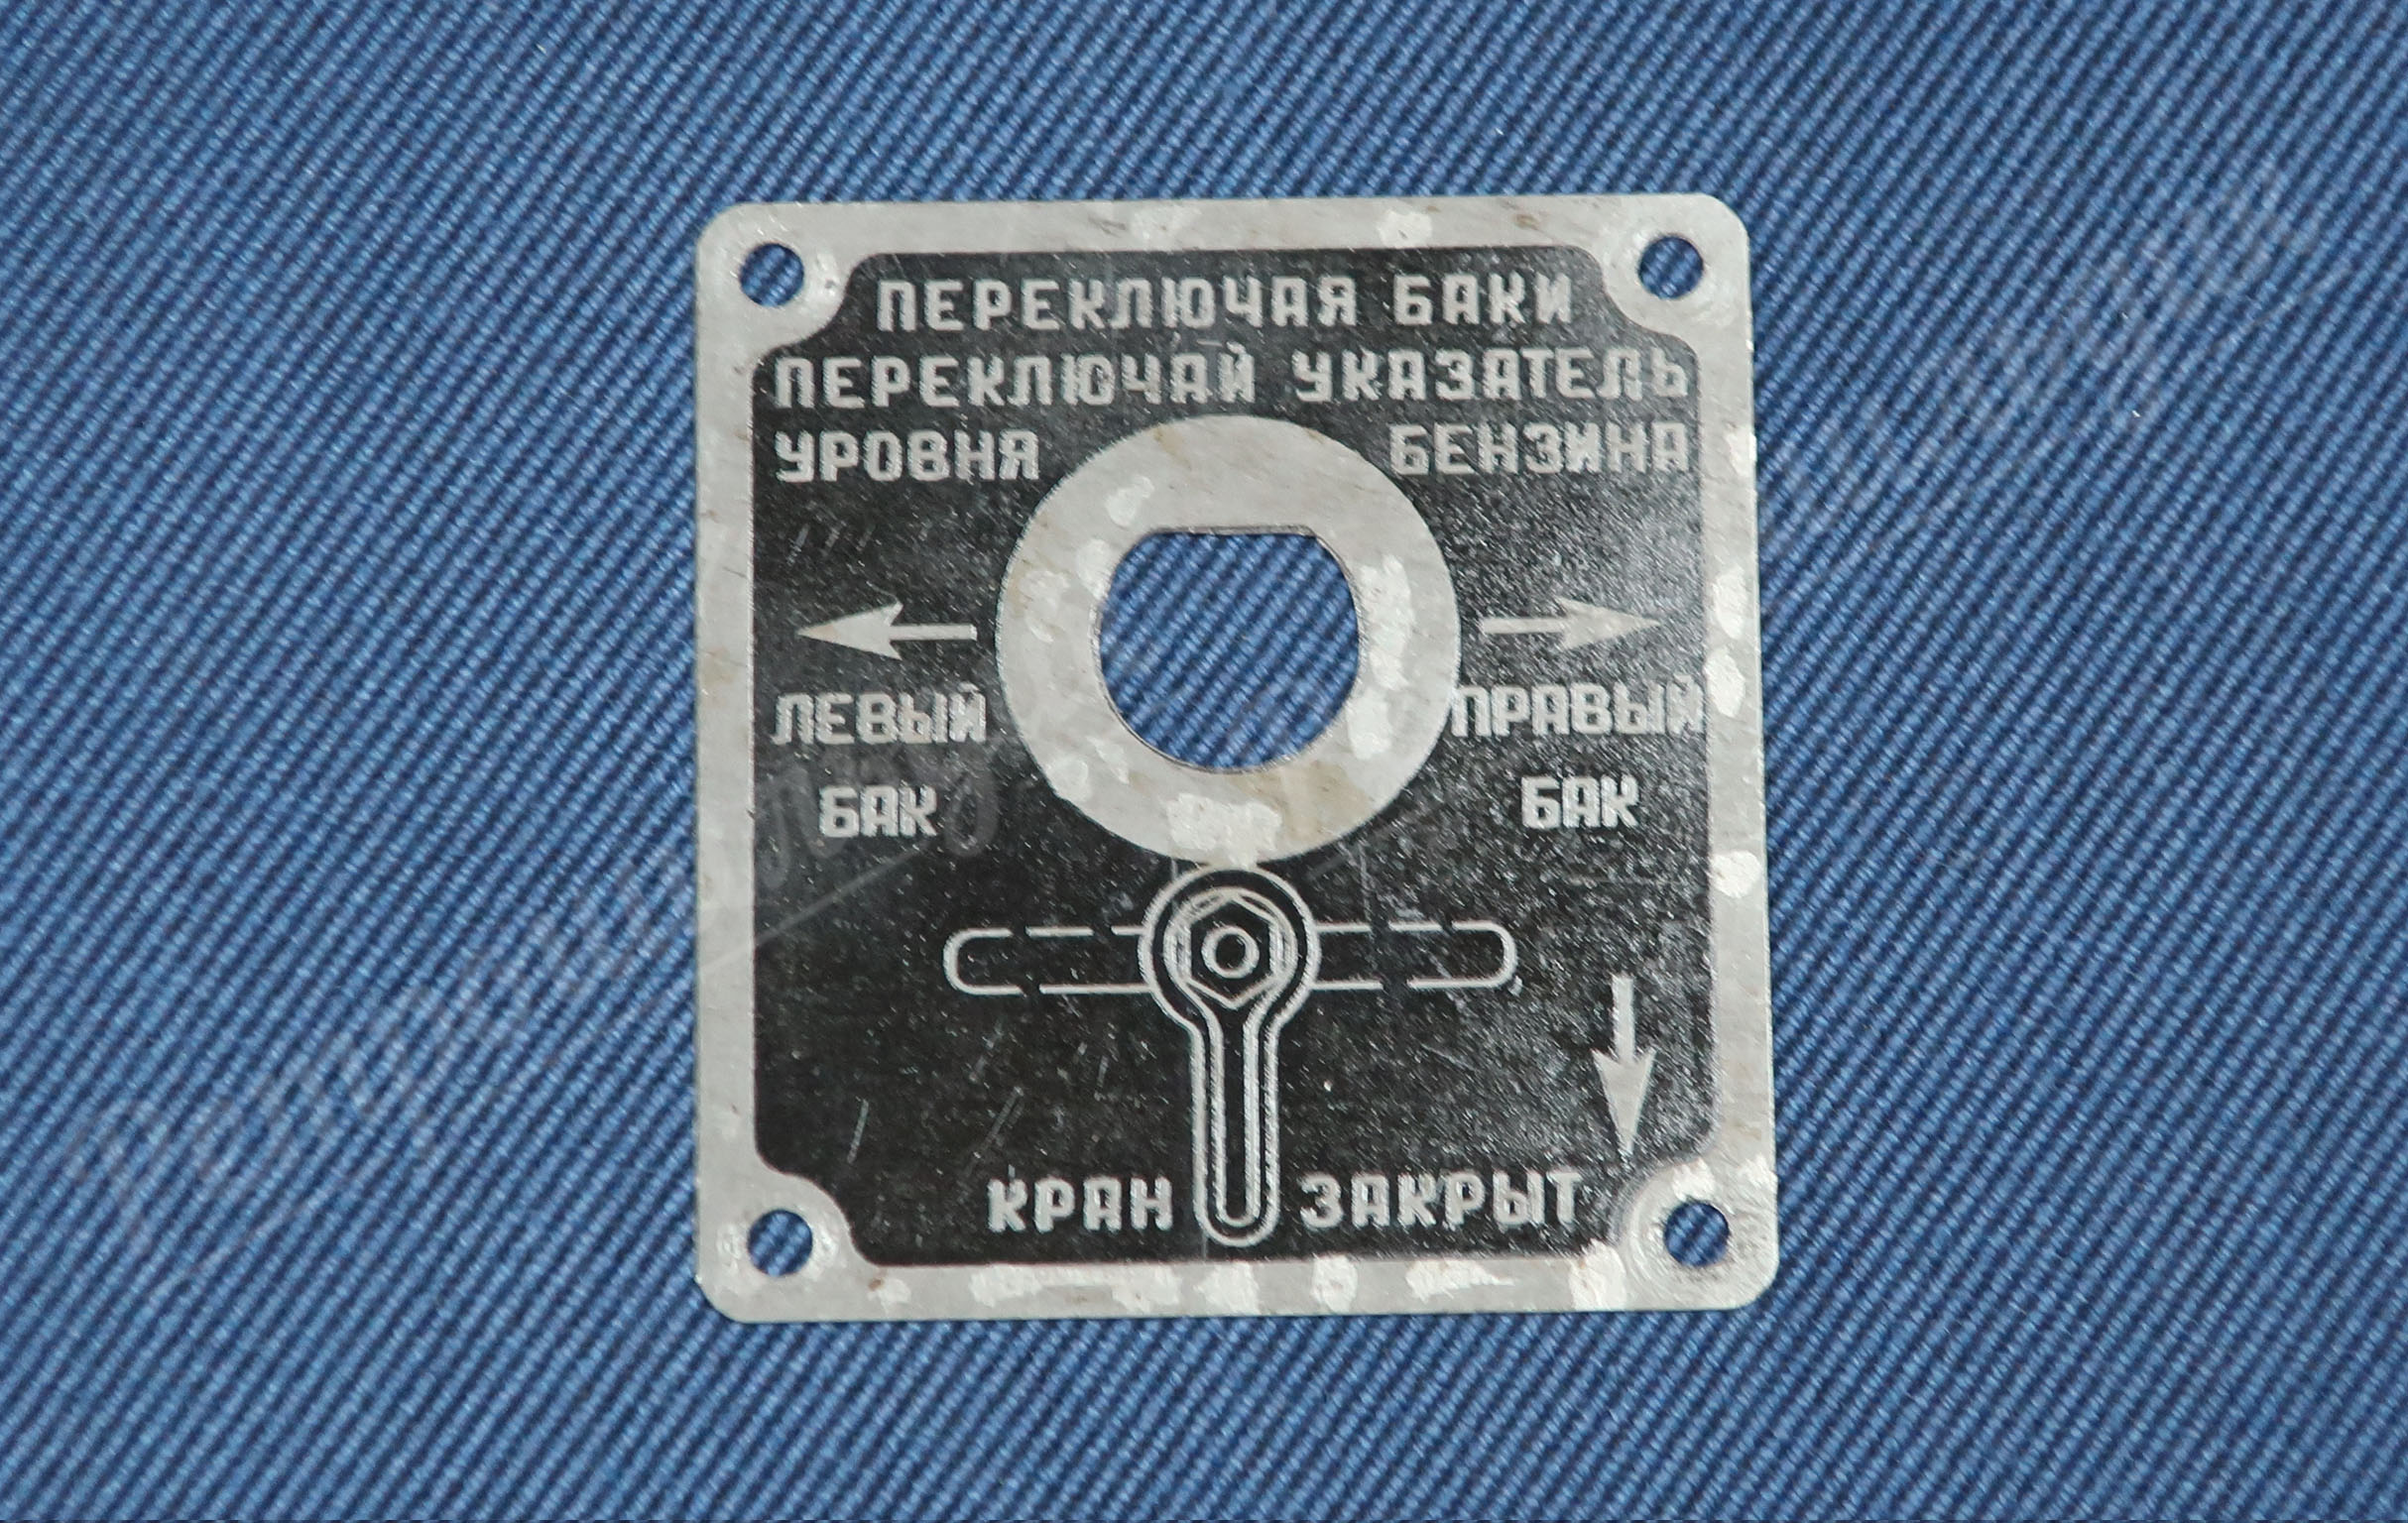 ПЕРЕКЛЮЧАЯ БАКИ
ПЕРЕКЛЮЧАЙ УКАЗАТЕЛЬ
УРОВНЯ БЕНЗИНА
ЛЕВЫЙ ПРАВЫЙ
БАК БАК
КРАН ЗАКРЫТ